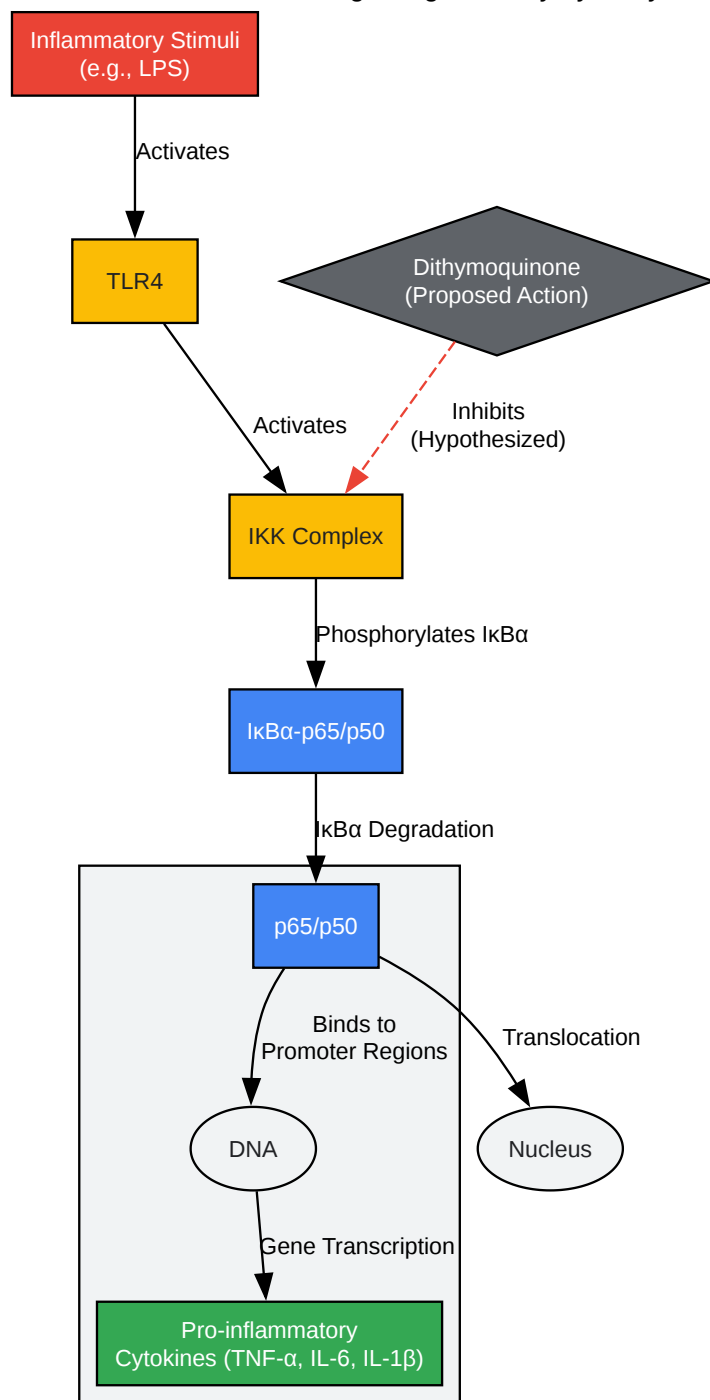 Inflammatory Stimuli
(e.g., LPS)
Activates
TLR4
Dithymoquinone
(Proposed Action)
Activates
Inhibits
(Hypothesized)
IKK Complex
Phosphorylates IκBα
IκBα-p65/p50
IκBα Degradation
p65/p50
Binds to
Promoter Regions
Translocation
DNA
Nucleus
Gene Transcription
Pro-inflammatory
Cytokines (TNF-α, IL-6, IL-1β)